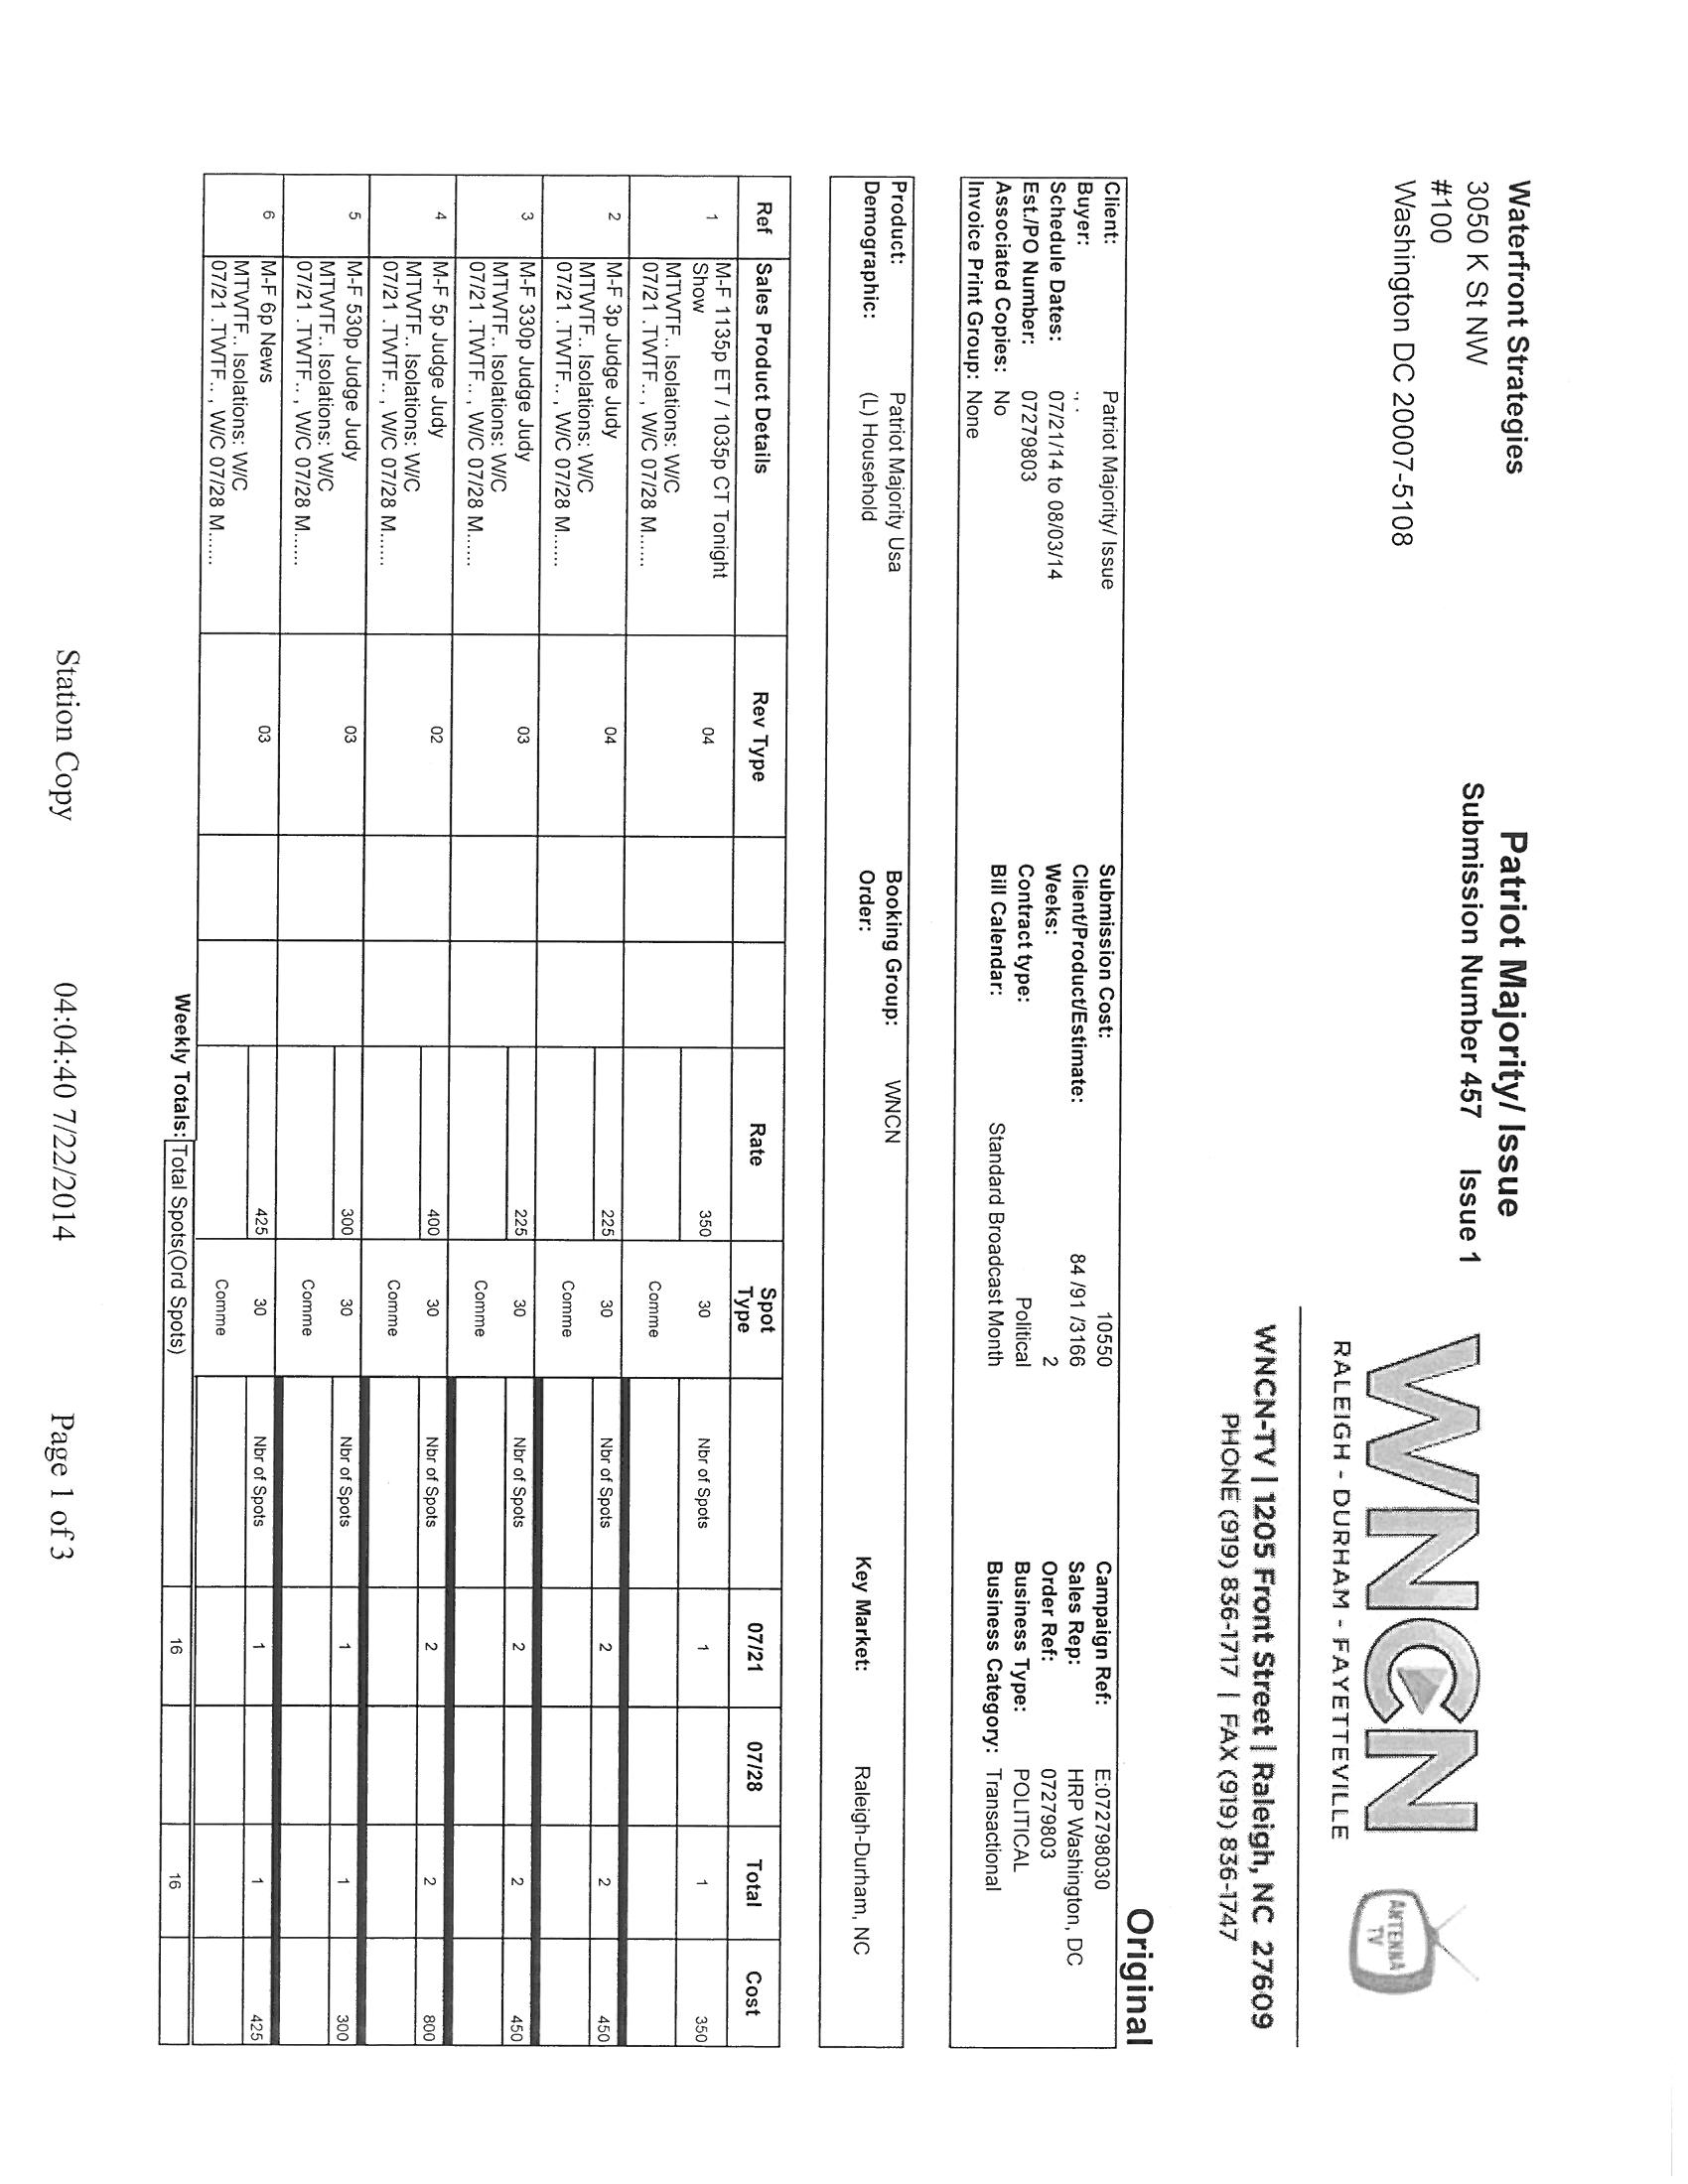 Waterfront Strategies
3050 K St NW
#100
Washington DC 20007-5108
Patriot Majority/ Issue
Submission Number 457 Issue 1
WNCN
RALEIGH - DURHAM - FAYETTEVILLE
ANTENNA
TV
WNCN-TV | 1205 Front Street | Raleigh, NC 27609
PHONE (919) 836-1717 | FAX (919) 836-1747
Original
Client: Patriot Majority/ Issue Submission Cost: 10550 Campaign Ref: E:072798030
Buyer: , . Client/Product/Estimate: 84 /91 /3166 Sales Rep: HRP Washington, DC
Schedule Dates: 07/21/14 to 08/03/14 Weeks: 2 Order Ref: 07279803
Est./PO Number: 07279803 Contract type: Political Business Type: POLITICAL
Associated Copies: No Bill Calendar: Standard Broadcast Month Business Category: Transactional
Invoice Print Group: None
Product: Patriot Majority Usa Booking Group: WNCN
Demographic: (L) Household Order: Key Market: Raleigh-Durham, NC
Ref Sales Product Details Rev Type Rate Spot Type 07/21 07/28 Total Cost
1 M-F 1135p ET / 1035p CT Tonight 04 350 30 Nbr of Spots 1 1 350
Show
MTWTF.. Isolations: W/C Comme
07/21 .TWTF.. , W/C 07/28 M......
2 M-F 3p Judge Judy 04 225 30 Nbr of Spots 2 2 450
MTWTF.. Isolations: W/C
07/21 .TWTF.. , W/C 07/28 M...... Comme
3 M-F 330p Judge Judy 03 225 30 Nbr of Spots 2 2 450
MTWTF.. Isolations: W/C
07/21 .TWTF.. , W/C 07/28 M...... Comme
4 M-F 5p Judge Judy 02 400 30 Nbr of Spots 2 2 800
MTWTF.. Isolations: W/C
07/21 .TWTF.. , W/C 07/28 M...... Comme
5 M-F 530p Judge Judy 03 300 30 Nbr of Spots 1 1 300
MTWTF.. Isolations: W/C
07/21 .TWTF.. , W/C 07/28 M...... Comme
6 M-F 6p News 03 425 30 Nbr of Spots 1 1 425
MTWTF.. Isolations: W/C
07/21 .TWTF.. , W/C 07/28 M...... Comme
Weekly Totals: Total Spots(Ord Spots) 16 16
Station Copy 04:04:40 7/22/2014 Page 1 of 3